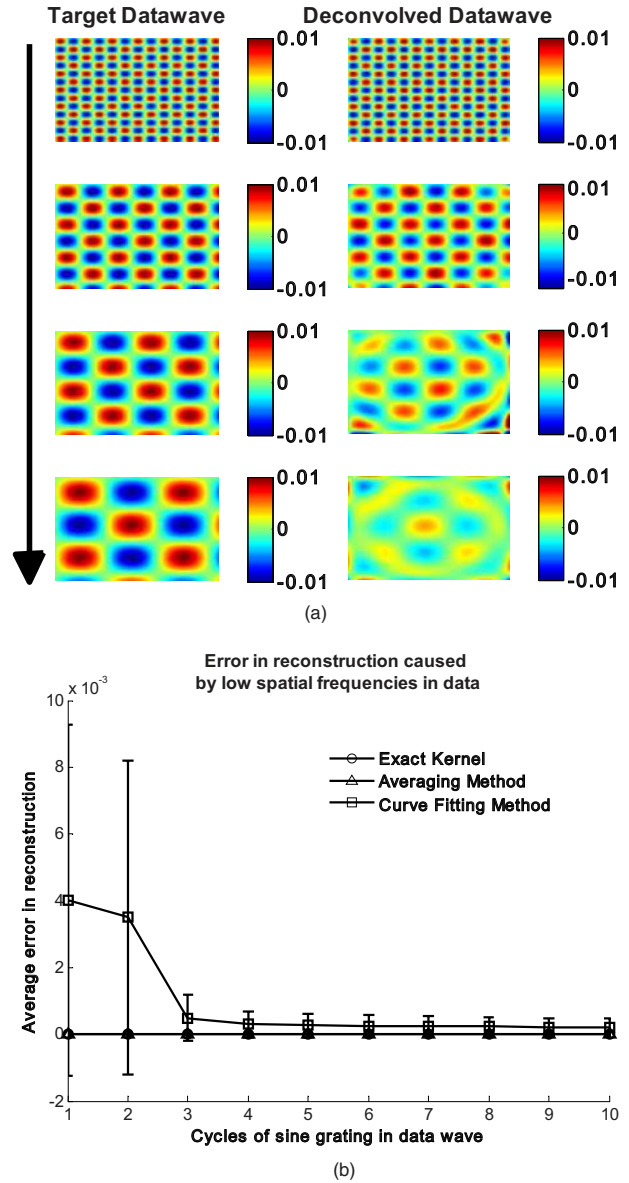 Target Datawave Deconvolved Datawave
0.01 0.01
0 0
-0.01 -0.01
0.01 0.01
0 0
-0.01 -0.01
0.01 0.01
0 0
-0.01 -0.01
0.01 0.01
0 0
-0.01 -0.01
(a)
Error in reconstruction caused
by low spatial frequencies in data
10 x 10-3
8
6
4
2
0
-2
Average error in reconstruction
Exact Kernel
Averaging Method
Curve Fitting Method
1 2 3 4 5 6 7 8 9 10
Cycles of sine grating in data wave
(b)